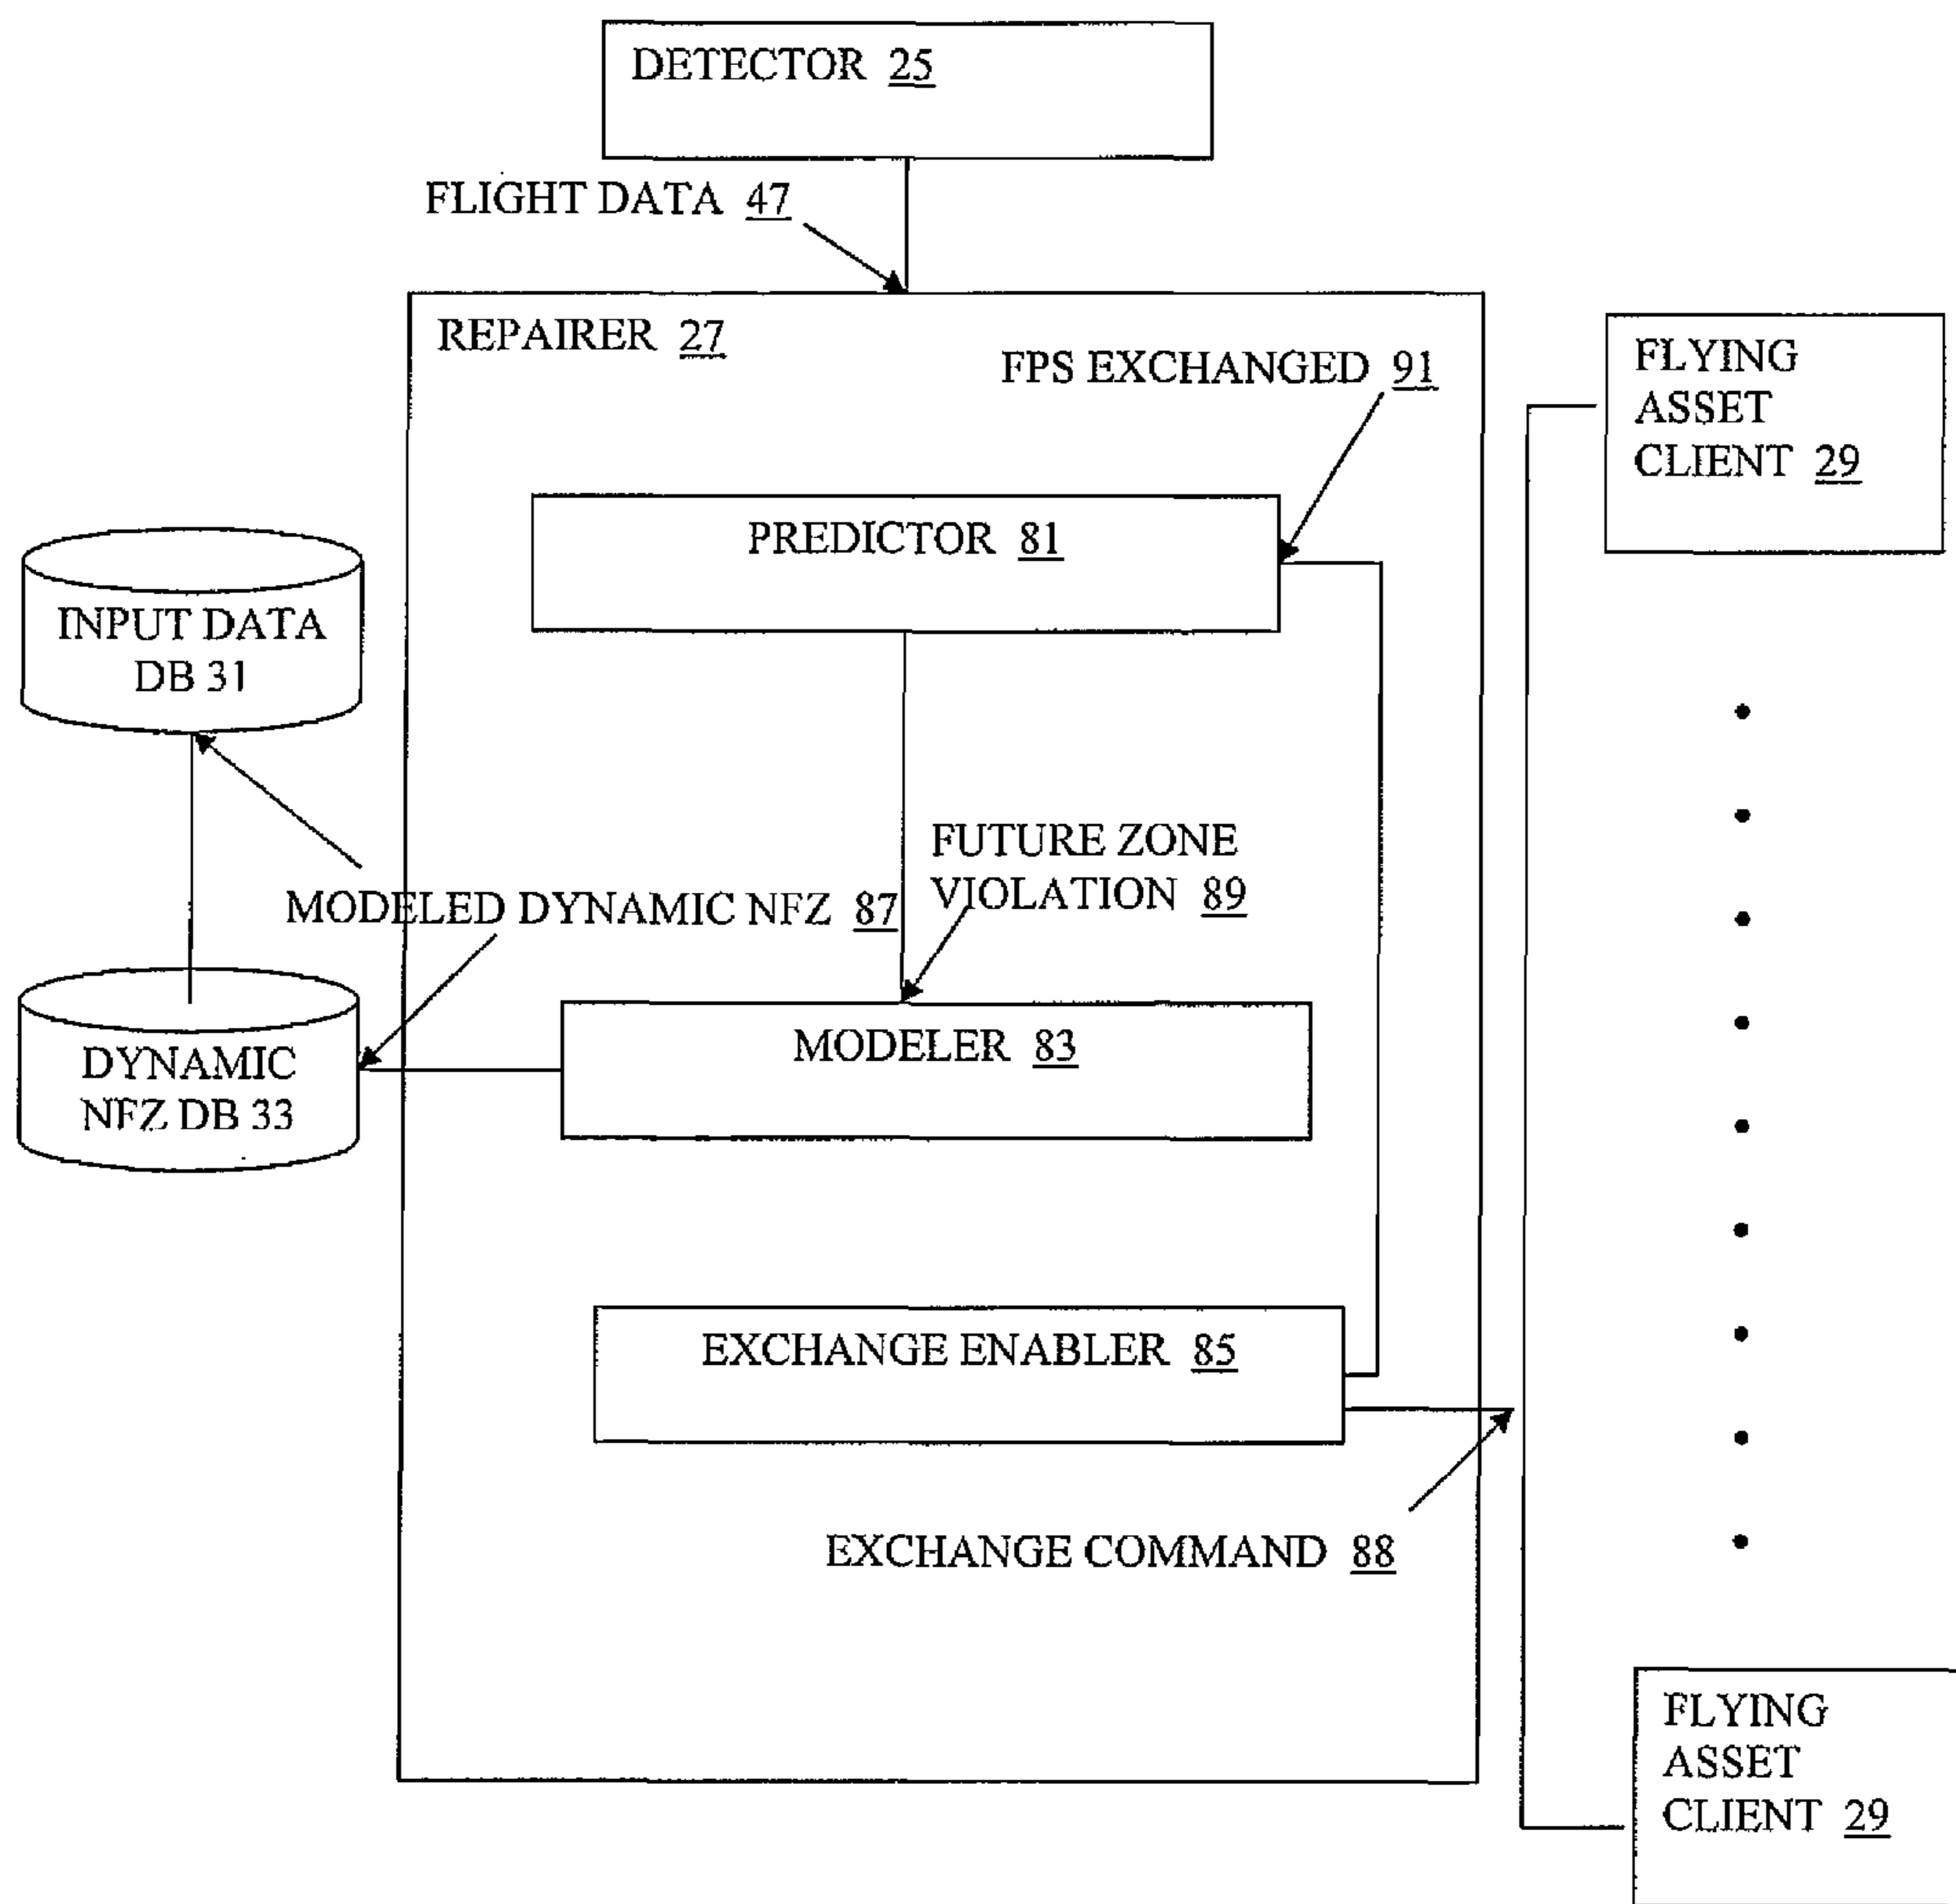 DETECTOR 25
FLIGHT DATA 47
REPAIRER 27
FPS EXCHANGED 91
FLYING
ASSET
CLIENT 29
PREDICTOR 81
INPUT DATA
DB 31
FUTURE ZONE
VIOLATION 89
MODELED DYNAMIC NFZ 87
MODELER 83
DYNAMIC
NFZ DB 33
EXCHANGE ENABLER 85
EXCHANGE COMMAND 88
FLYING
ASSET
CLIENT 29